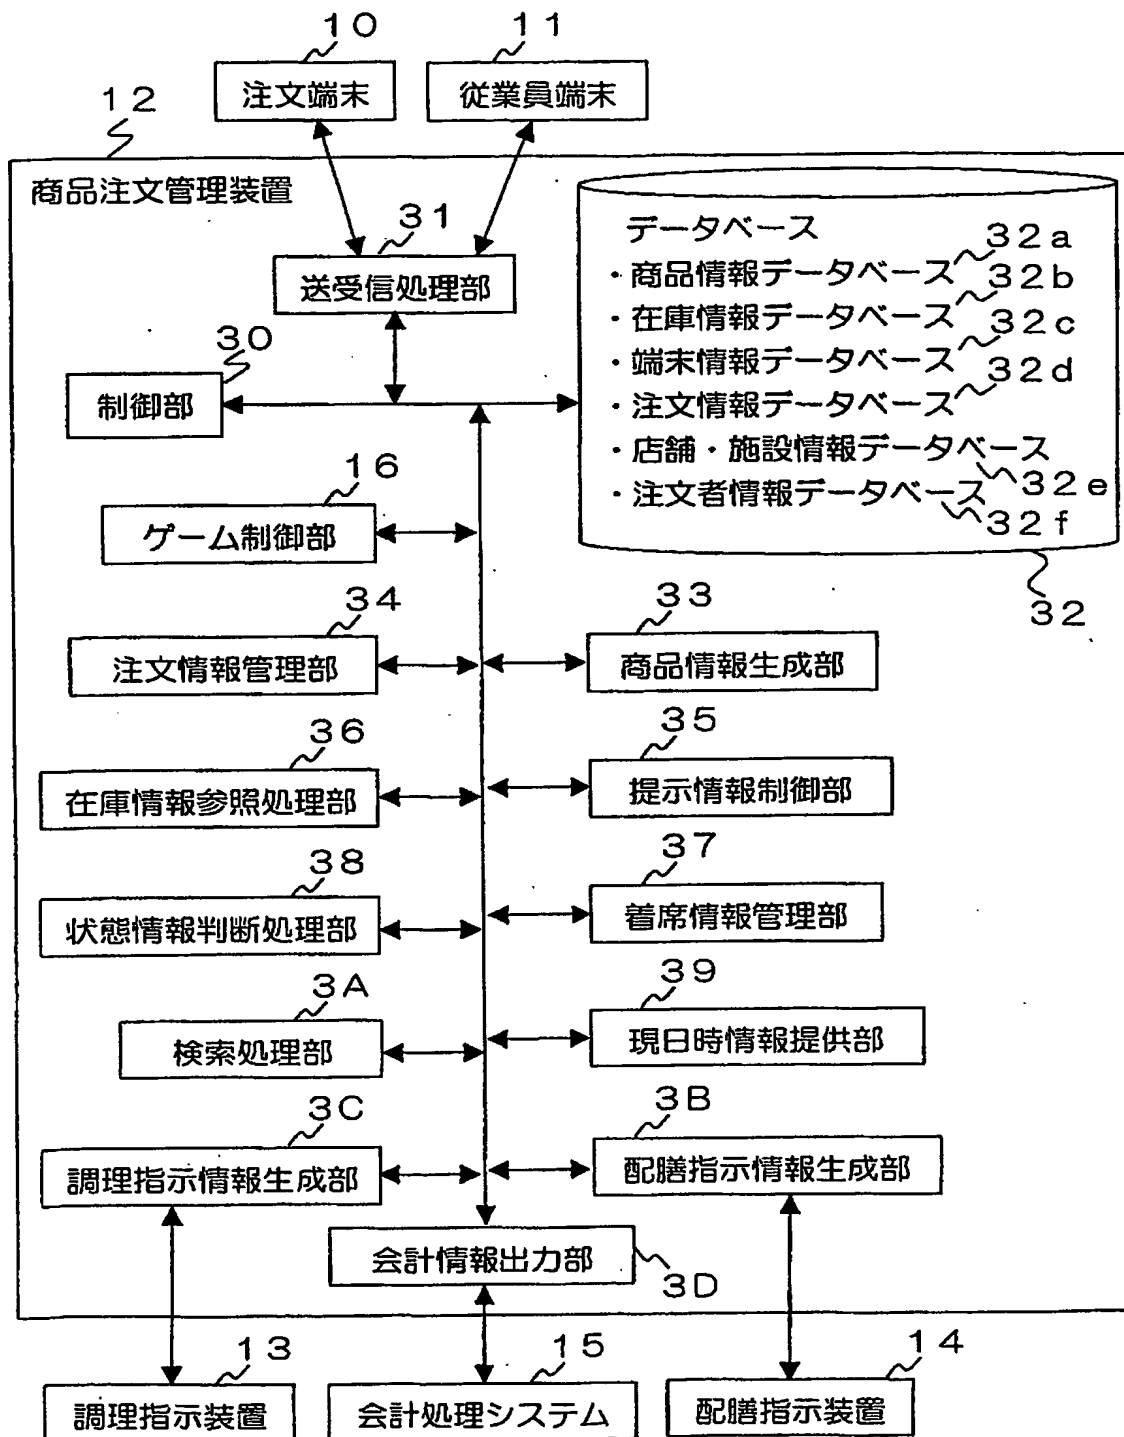 10
11
注文端末
従業員端末
12
商品注文管理装置
31
送受信処理部
データベース
32a
・商品情報データベース
32b
・在庫情報データベース
32c
・端末情報データベース
32d
・注文情報データベース
・店舗・施設情報データベース
32e
・注文者情報データベース
32f
32
30
制御部
16
ゲーム制御部
34
注文情報管理部
33
商品情報生成部
36
在庫情報参照処理部
35
提示情報制御部
38
状態情報判断処理部
37
着席情報管理部
3A
検索処理部
39
現日時情報提供部
3C
調理指示情報生成部
3B
配膳指示情報生成部
会計情報出力部
3D
13
調理指示装置
15
会計処理システム
14
配膳指示装置